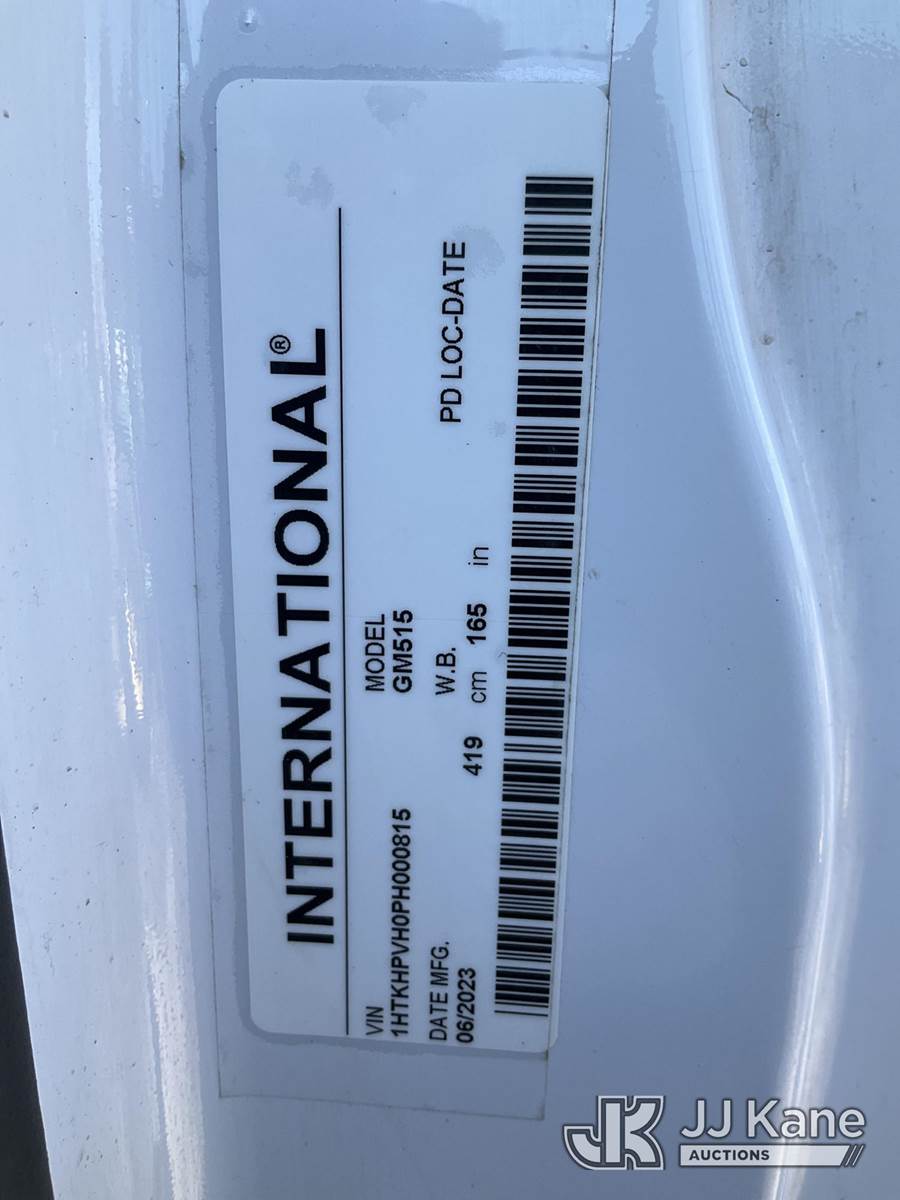 INTERNATIONAL®
VIN MODEL
1HTKHPVH0PH000815 GM515
DATE MFG. W.B. PD LOC-DATE
06/2023 419 cm 165 in
JK JJ Kane
AUCTIONS